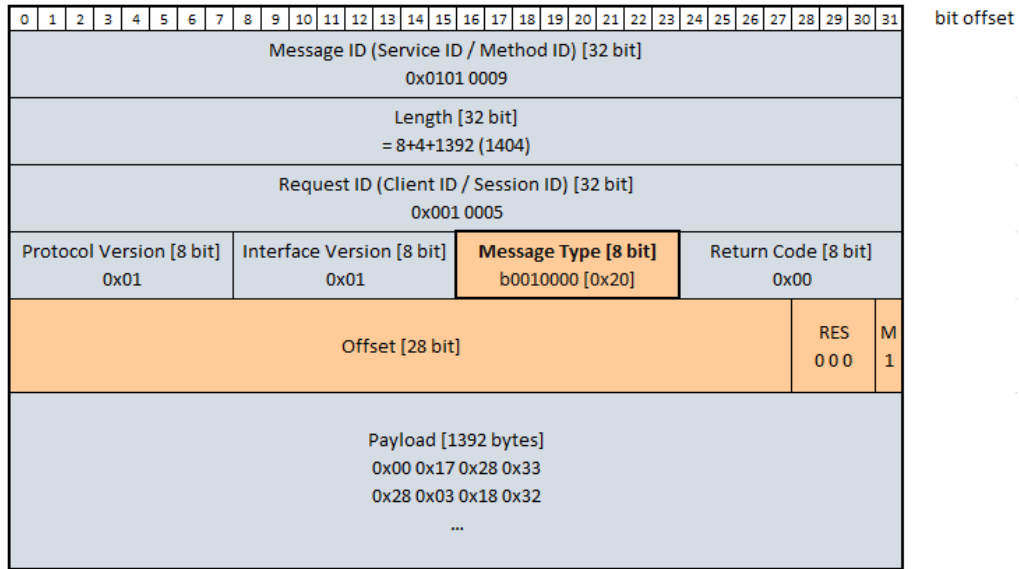 0 1 2 3 4 5 6 7 8 9 10 11 12 13 14 15 16 17 18 19 20 21 22 23 24 25 26 27 28 29 30 31 bit offset
Message ID (Service ID / Method ID) [32 bit]
0x0101 0009
Length [32 bit]
= 8+4+1392 (1404)
Request ID (Client ID / Session ID) [32 bit]
0x001 0005
Protocol Version [8 bit] Interface Version [8 bit] Message Type [8 bit] Return Code [8 bit]
0x01 0x01 b0010000 [0x20] 0x00
Offset [28 bit] RES M
0 0 0 1
Payload [1392 bytes]
0x00 0x17 0x28 0x33
0x28 0x03 0x18 0x32
...